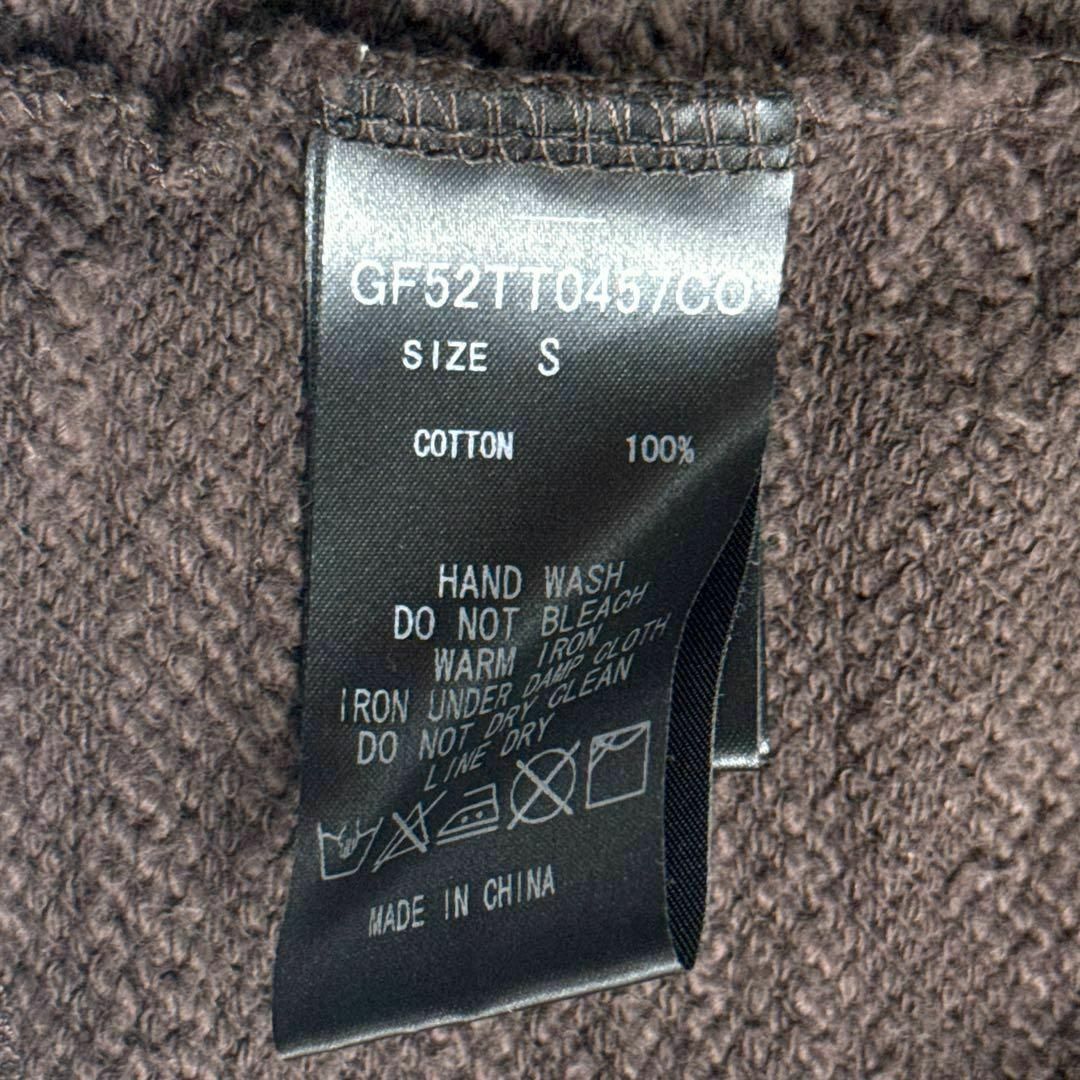 GF52TT0457CO
SIZE S
COTTON 100%
HAND WASH
DO NOT BLEACH
WARM IRON
IRON UNDER DAMP CLOTH
DO NOT DRY CLEAN
LINE DRY
MADE IN CHINA